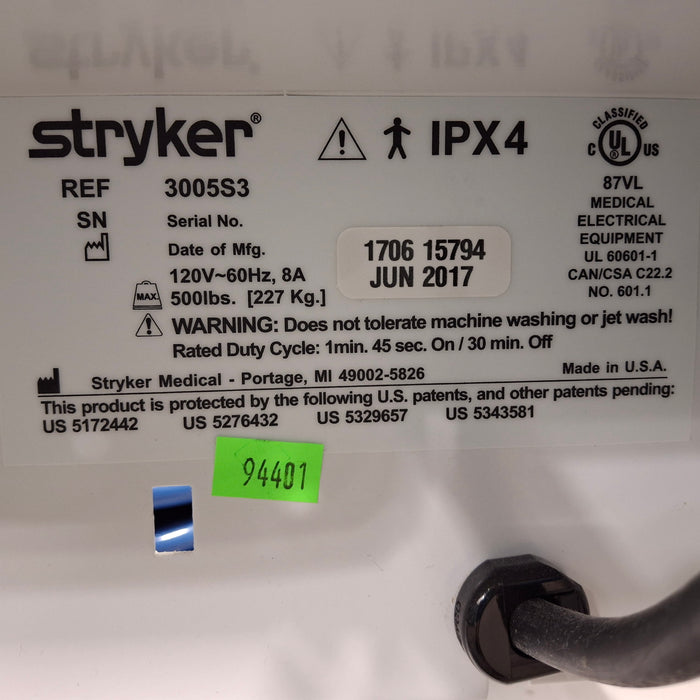 stryker®
IPX4
CLASSIFIED
C UL US
REF 3005S3
87VL
MEDICAL
ELECTRICAL
EQUIPMENT
UL 60601-1
CAN/CSA C22.2
NO. 601.1
SN Serial No.
Date of Mfg.
1706 15794
JUN 2017
120V~60Hz, 8A
MAX. 500lbs. [227 Kg.]
WARNING: Does not tolerate machine washing or jet wash!
Rated Duty Cycle: 1min. 45 sec. On / 30 min. Off
Stryker Medical - Portage, MI 49002-5826
Made in U.S.A.
This product is protected by the following U.S. patents, and other patents pending:
US 5172442 US 5276432 US 5329657 US 5343581
94401